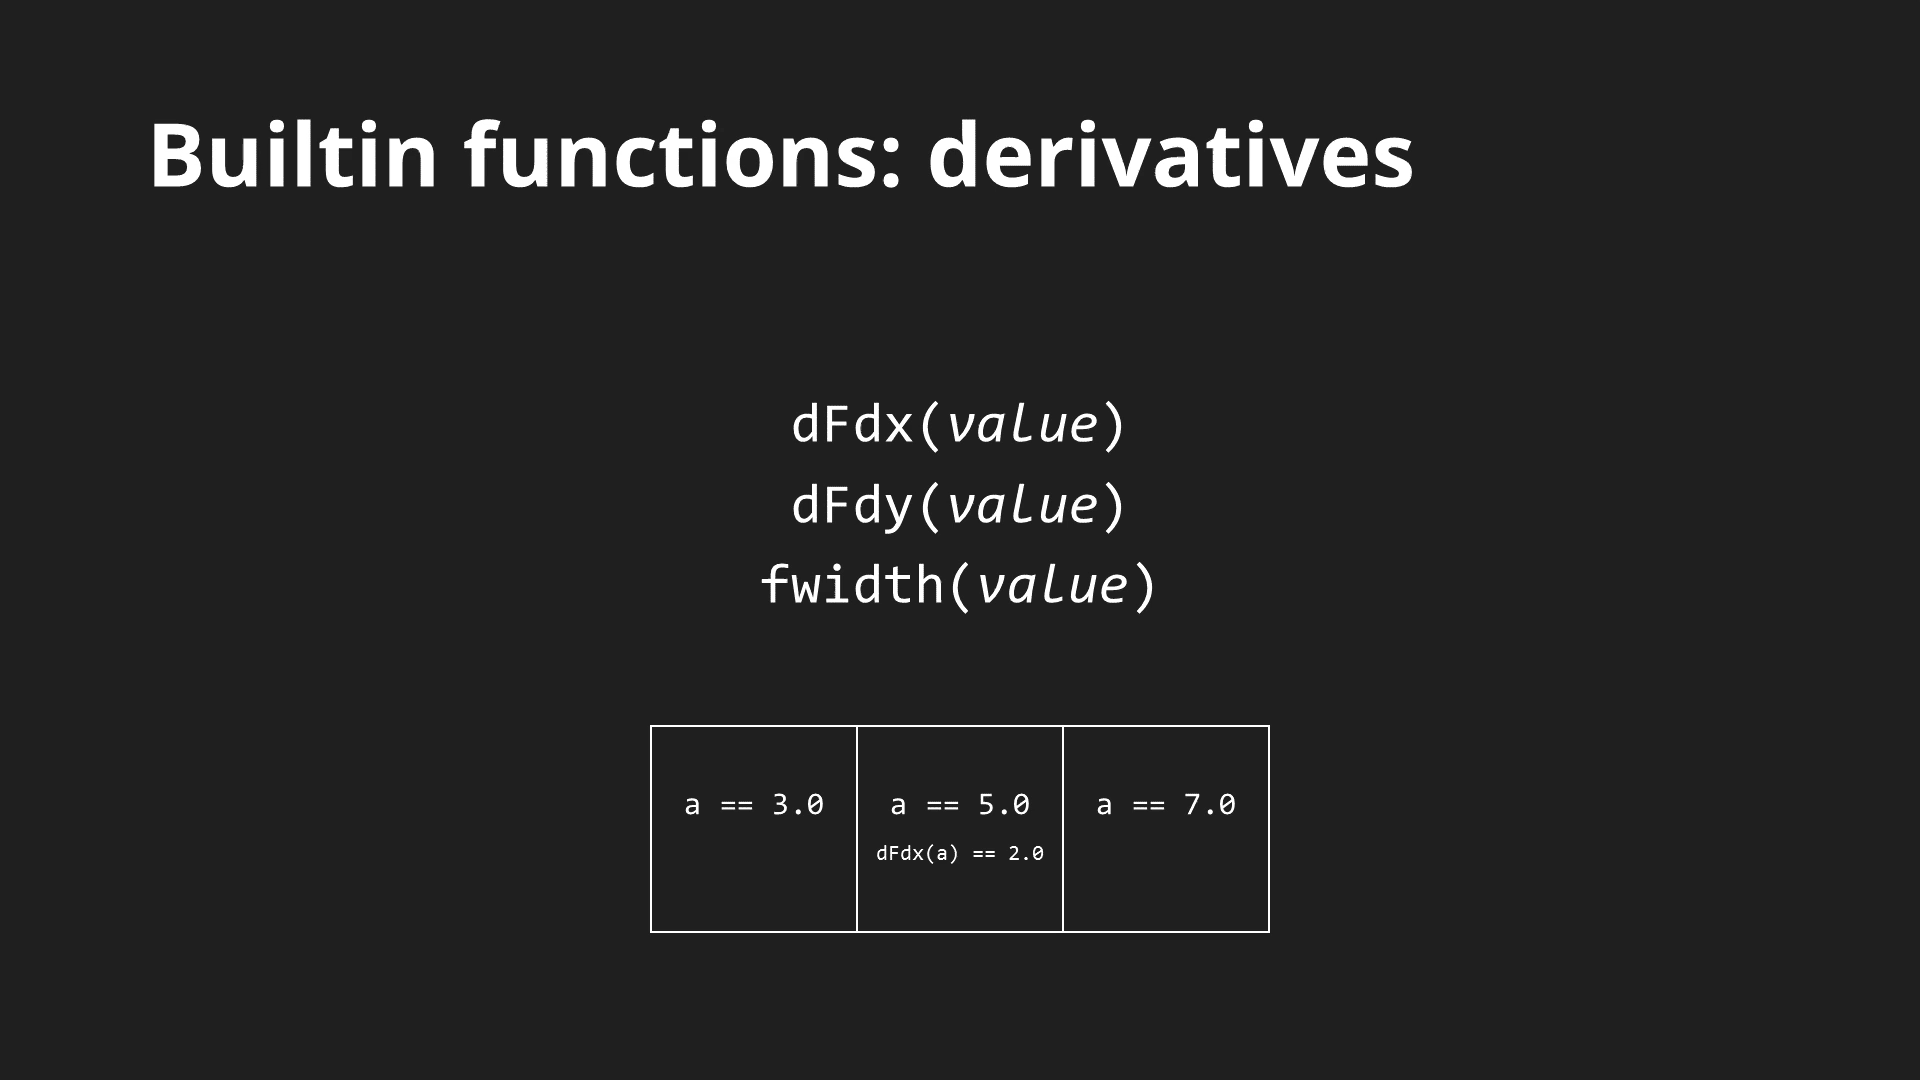 Builtin functions: derivatives
dFdx(value)
dFdy(value)
fwidth(value)
a == 3.0
a == 5.0
a == 7.0
dFdx(a) == 2.0